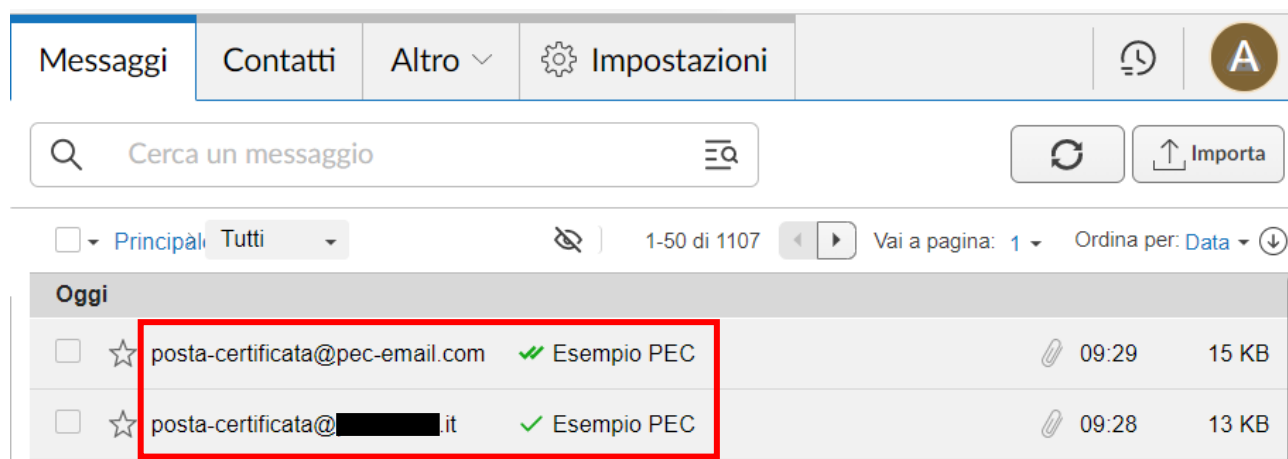 Messaggi Contatti Altro Impostazioni A
Cerca un messaggio Importa
Principale Tutti 1-50 di 1107 Vai a pagina: 1 Ordina per: Data
Oggi
posta-certificata@pec-email.com Esempio PEC 09:29 15 KB
posta-certificata@ .it Esempio PEC 09:28 13 KB